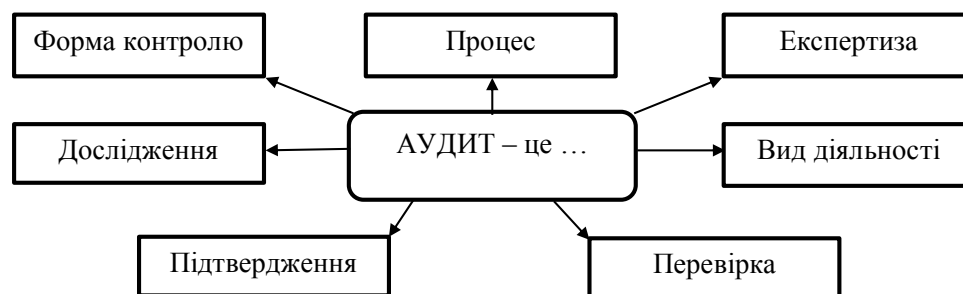 Форма контролю
Процес
Експертиза
Дослідження
АУДИТ – це …
Вид діяльності
Підтвердження
Перевірка